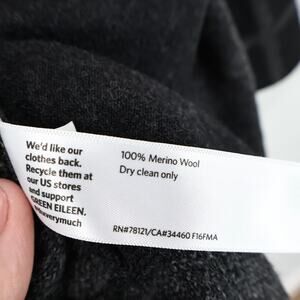 We'd like our
clothes back.
Recycle them at
our US stores
and support
GREEN EILEEN.
100% Merino Wool
Dry clean only
RN#78121/CA#34460 F16FMA